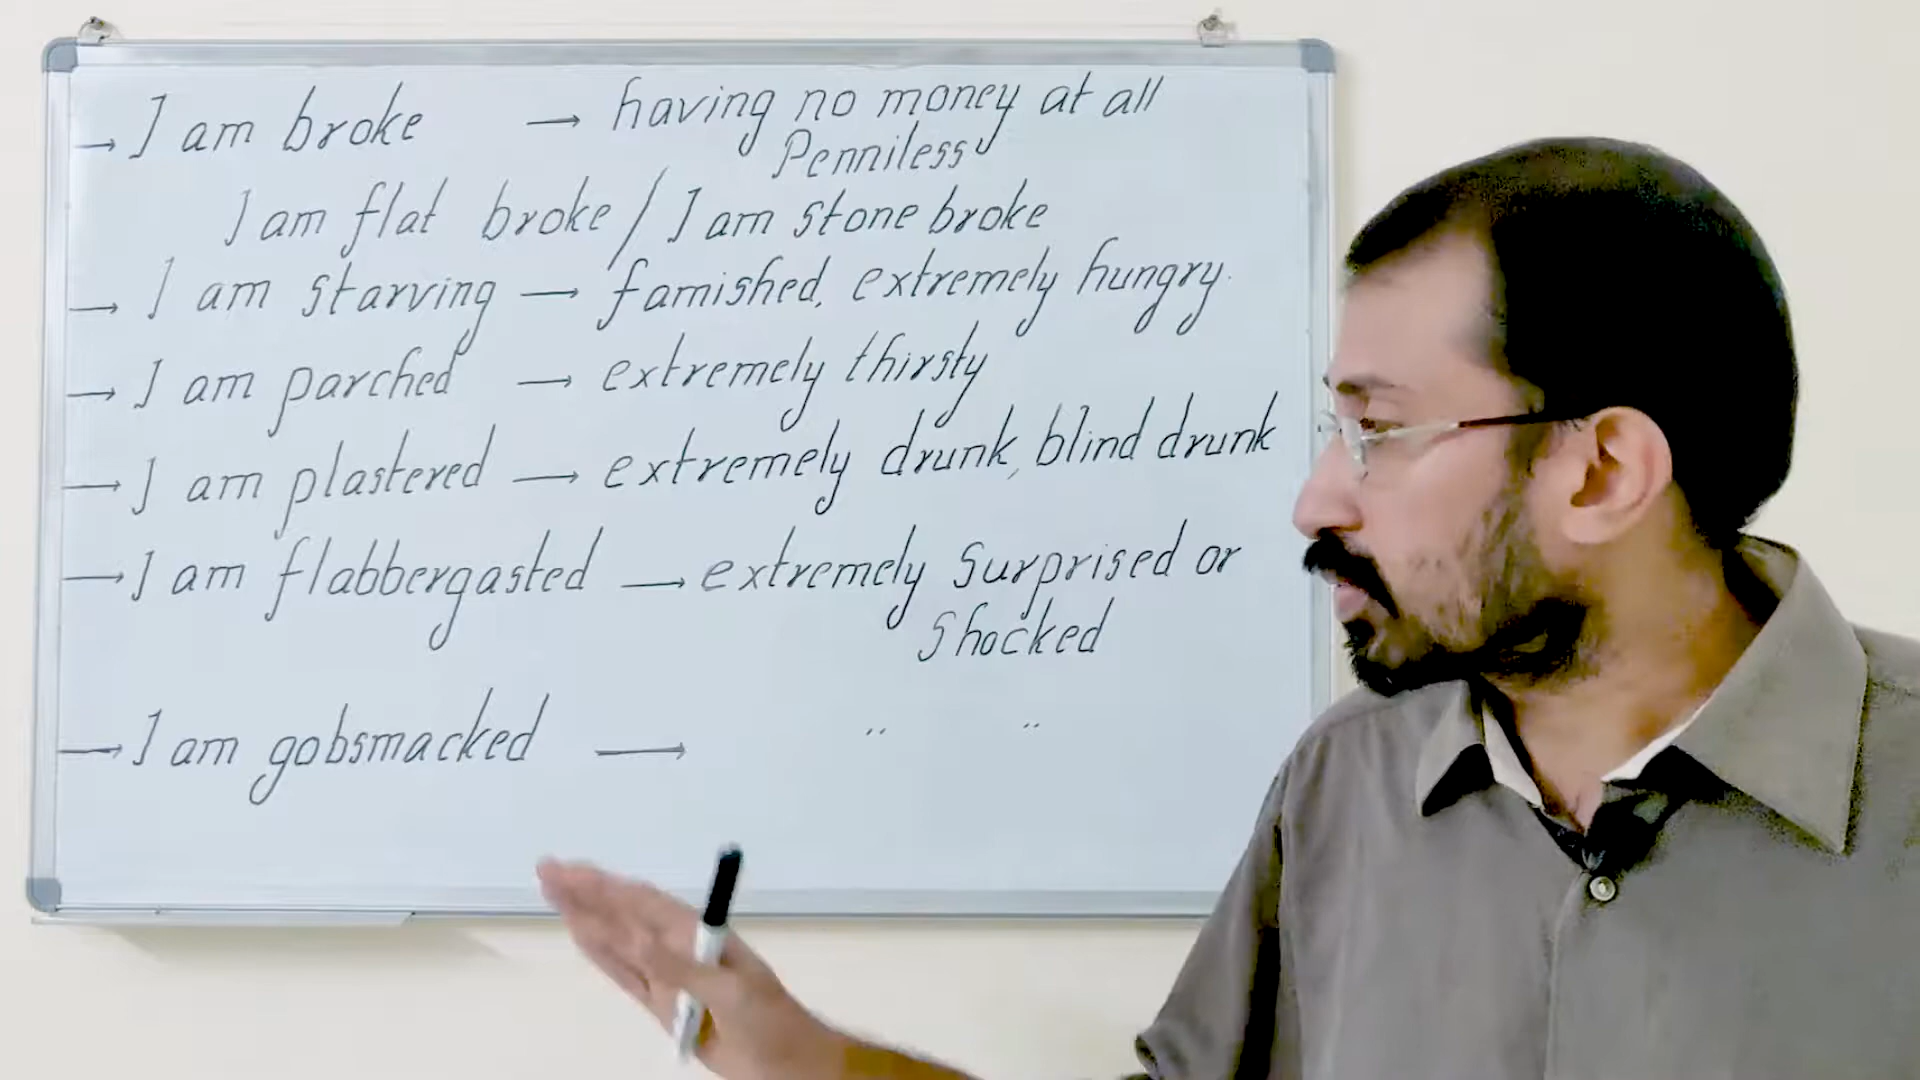 → I am broke → having no money at all
Penniless
I am flat broke / I am stone broke
→ I am starving → famished, extremely hungry.
→ I am parched → extremely thirsty
→ I am plastered → extremely drunk, blind drunk
→ I am flabbergasted → extremely Surprised or
Shocked
→ I am gobsmacked → " "